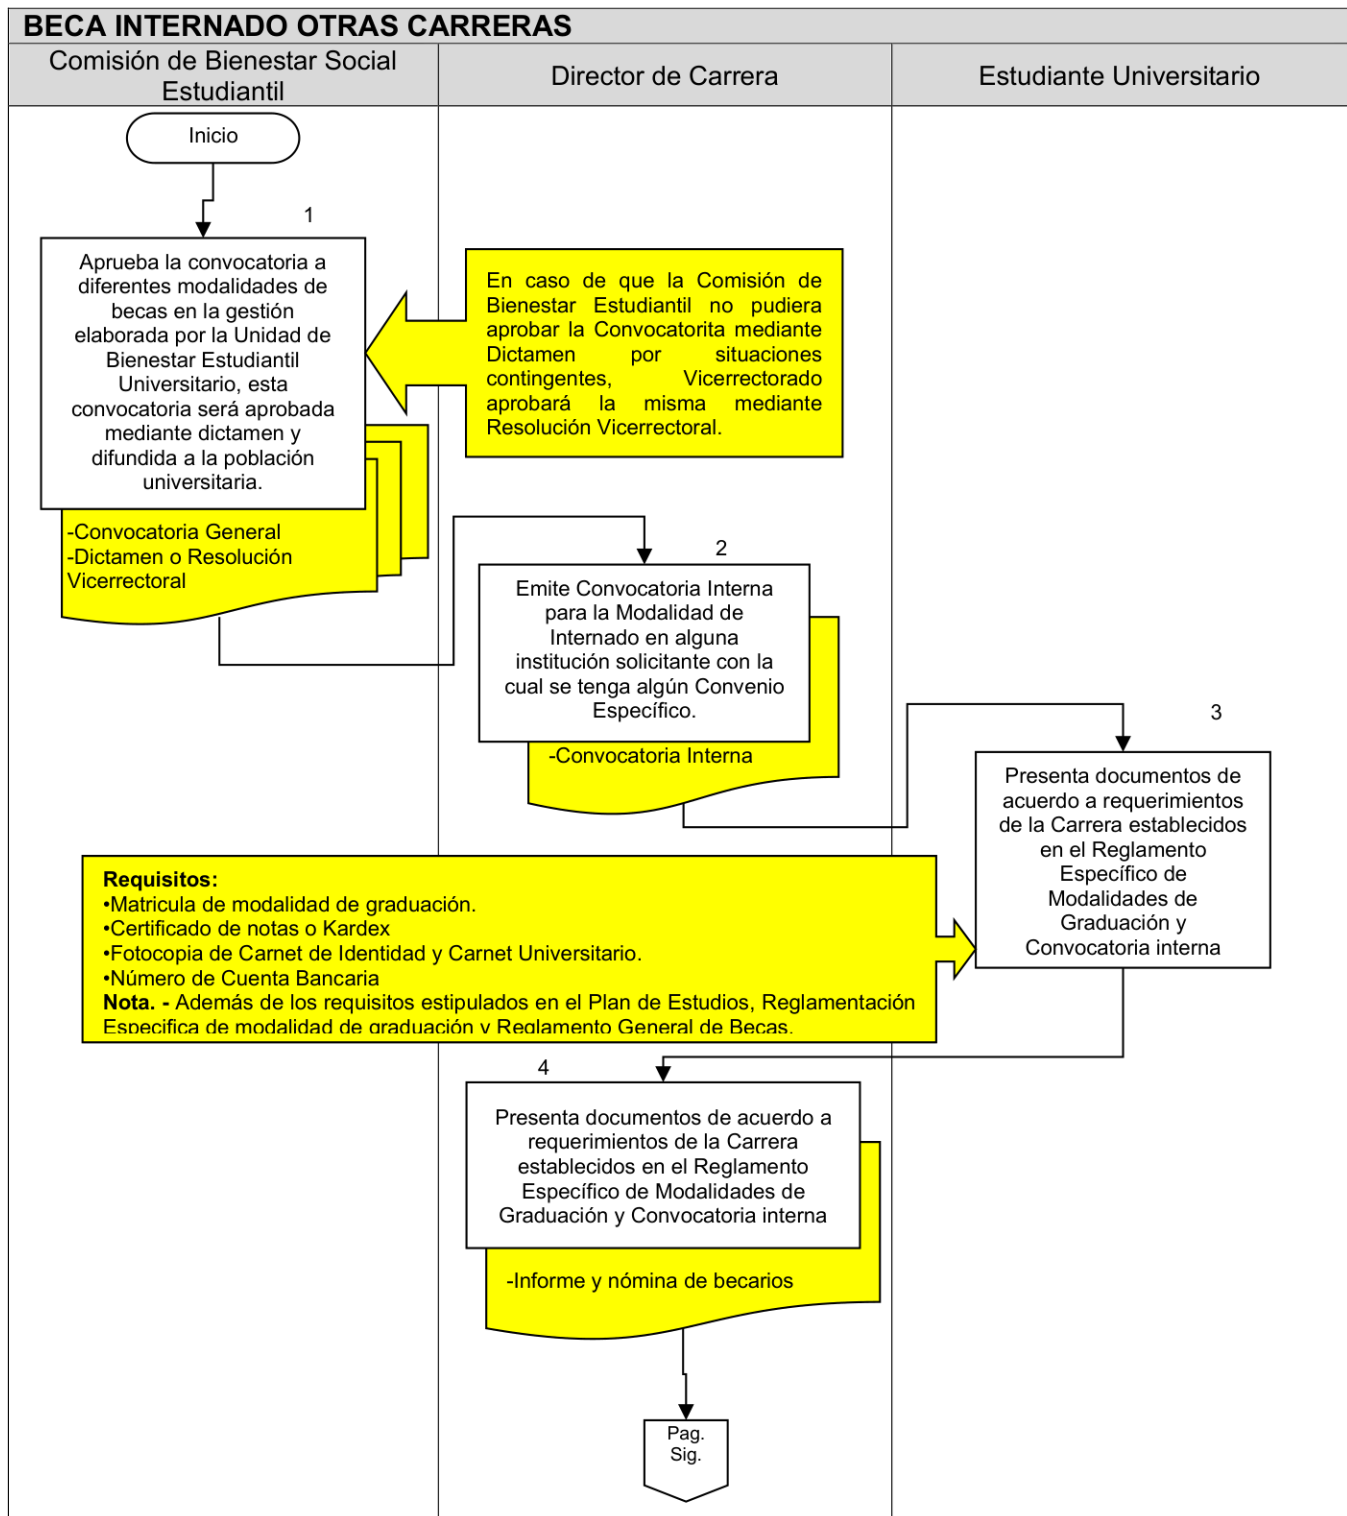 BECA INTERNADO OTRAS CARRERAS
Comisión de Bienestar Social
Estudiantil
Director de Carrera
Estudiante Universitario
Inicio
1
Aprueba la convocatoria a
diferentes modalidades de
becas en la gestión
elaborada por la Unidad de
Bienestar Estudiantil
Universitario, esta
convocatoria será aprobada
mediante dictamen y
difundida a la población
universitaria.
En caso de que la Comisión de
Bienestar Estudiantil no pudiera
aprobar la Convocatorita mediante
Dictamen por situaciones
contingentes, Vicerrectorado
aprobará la misma mediante
Resolución Vicerrectoral.
-Convocatoria General
-Dictamen o Resolución
Vicerrectoral
2
Emite Convocatoria Interna
para la Modalidad de
Internado en alguna
institución solicitante con la
cual se tenga algún Convenio
Específico.
-Convocatoria Interna
3
Presenta documentos de
acuerdo a requerimientos
de la Carrera establecidos
en el Reglamento
Específico de
Modalidades de
Graduación y
Convocatoria interna
Requisitos:
•Matricula de modalidad de graduación.
•Certificado de notas o Kardex
•Fotocopia de Carnet de Identidad y Carnet Universitario.
•Número de Cuenta Bancaria
Nota. - Además de los requisitos estipulados en el Plan de Estudios, Reglamentación
Especifica de modalidad de graduación y Reglamento General de Becas.
4
Presenta documentos de acuerdo a
requerimientos de la Carrera
establecidos en el Reglamento
Específico de Modalidades de
Graduación y Convocatoria interna
-Informe y nómina de becarios
Pag.
Sig.